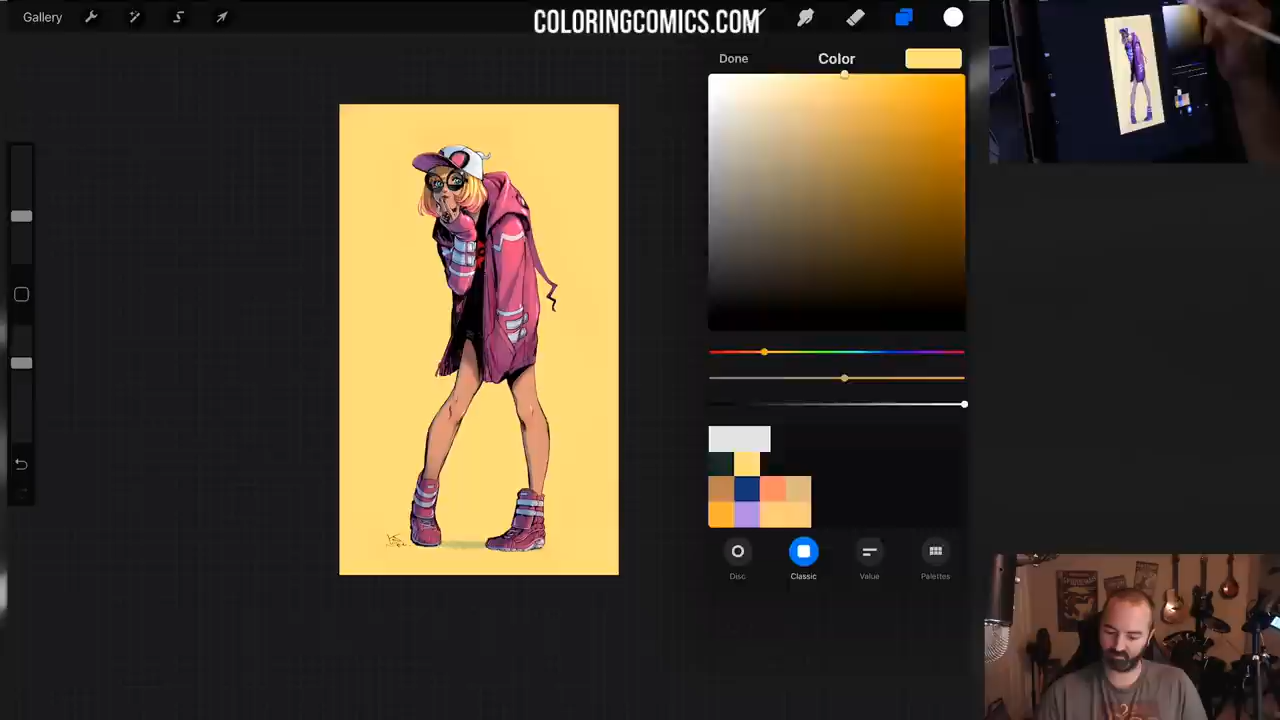 Gallery
COLORINGCOMICS.COM
Done
Color
Disc
Classic
Value
Palettes